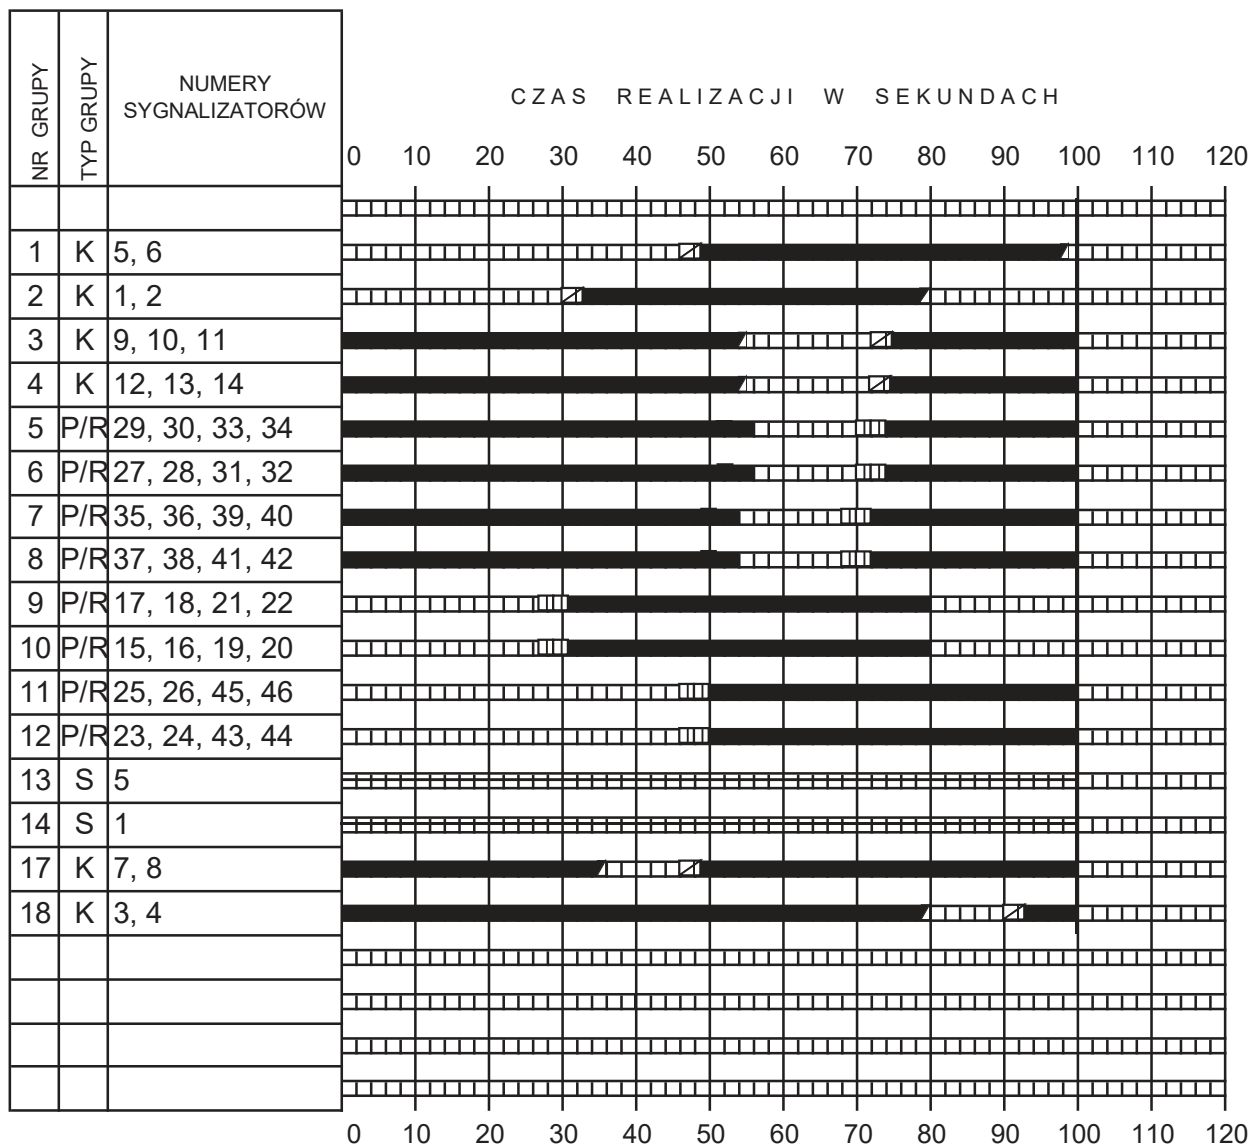 NR GRUPY
TYP GRUPY
NUMERY
SYGNALIZATORÓW
CZAS REALIZACJI W SEKUNDACH
0 10 20 30 40 50 60 70 80 90 100 110 120
1 K 5, 6
2 K 1, 2
3 K 9, 10, 11
4 K 12, 13, 14
5 P/R 29, 30, 33, 34
6 P/R 27, 28, 31, 32
7 P/R 35, 36, 39, 40
8 P/R 37, 38, 41, 42
9 P/R 17, 18, 21, 22
10 P/R 15, 16, 19, 20
11 P/R 25, 26, 45, 46
12 P/R 23, 24, 43, 44
13 S 5
14 S 1
17 K 7, 8
18 K 3, 4
0 10 20 30 40 50 60 70 80 90 100 110 120